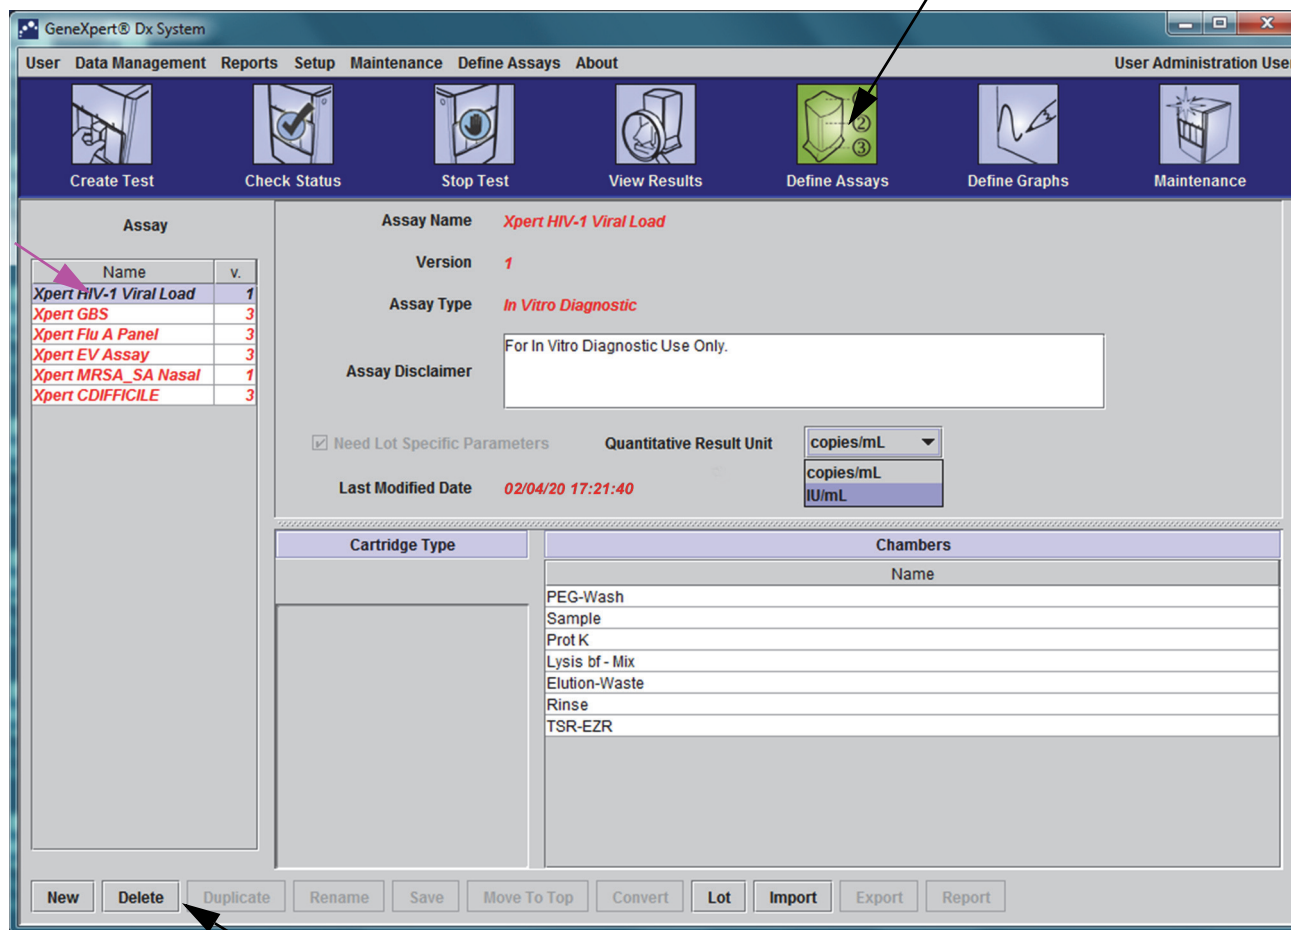 GeneXpert® Dx System
User Data Management Reports Setup Maintenance Define Assays About User Administration Use
Create Test Check Status Stop Test View Results Define Assays Define Graphs Maintenance
② 
③
Assay
Name v.
Xpert HIV-1 Viral Load 1
Xpert GBS 3
Xpert Flu A Panel 3
Xpert EV Assay 3
Xpert MRSA_SA Nasal 1
Xpert CDIFFICILE 3
Assay Name Xpert HIV-1 Viral Load
Version 1
Assay Type In Vitro Diagnostic
Assay Disclaimer For In Vitro Diagnostic Use Only.
Need Lot Specific Parameters Quantitative Result Unit copies/mL
copies/mL
IU/mL
Last Modified Date 02/04/20 17:21:40
Cartridge Type
Chambers
Name
PEG-Wash
Sample
Prot K
Lysis bf - Mix
Elution-Waste
Rinse
TSR-EZR
New Delete Duplicate Rename Save Move To Top Convert Lot Import Export Report